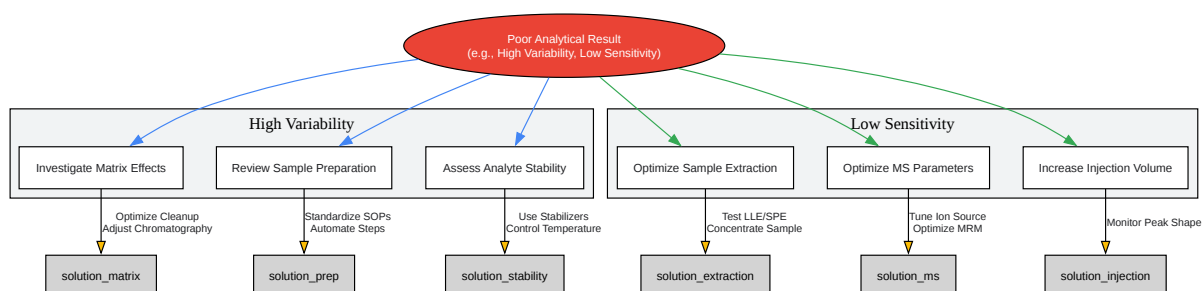 Poor Analytical Result
(e.g., High Variability, Low Sensitivity)
High Variability
Low Sensitivity
Investigate Matrix Effects
Review Sample Preparation
Assess Analyte Stability
Optimize Sample Extraction
Optimize MS Parameters
Increase Injection Volume
Optimize Cleanup
Adjust Chromatography
Standardize SOPs
Automate Steps
Use Stabilizers
Control Temperature
Test LLE/SPE
Concentrate Sample
Tune Ion Source
Optimize MRM
Monitor Peak Shape
solution_matrix
solution_prep
solution_stability
solution_extraction
solution_ms
solution_injection